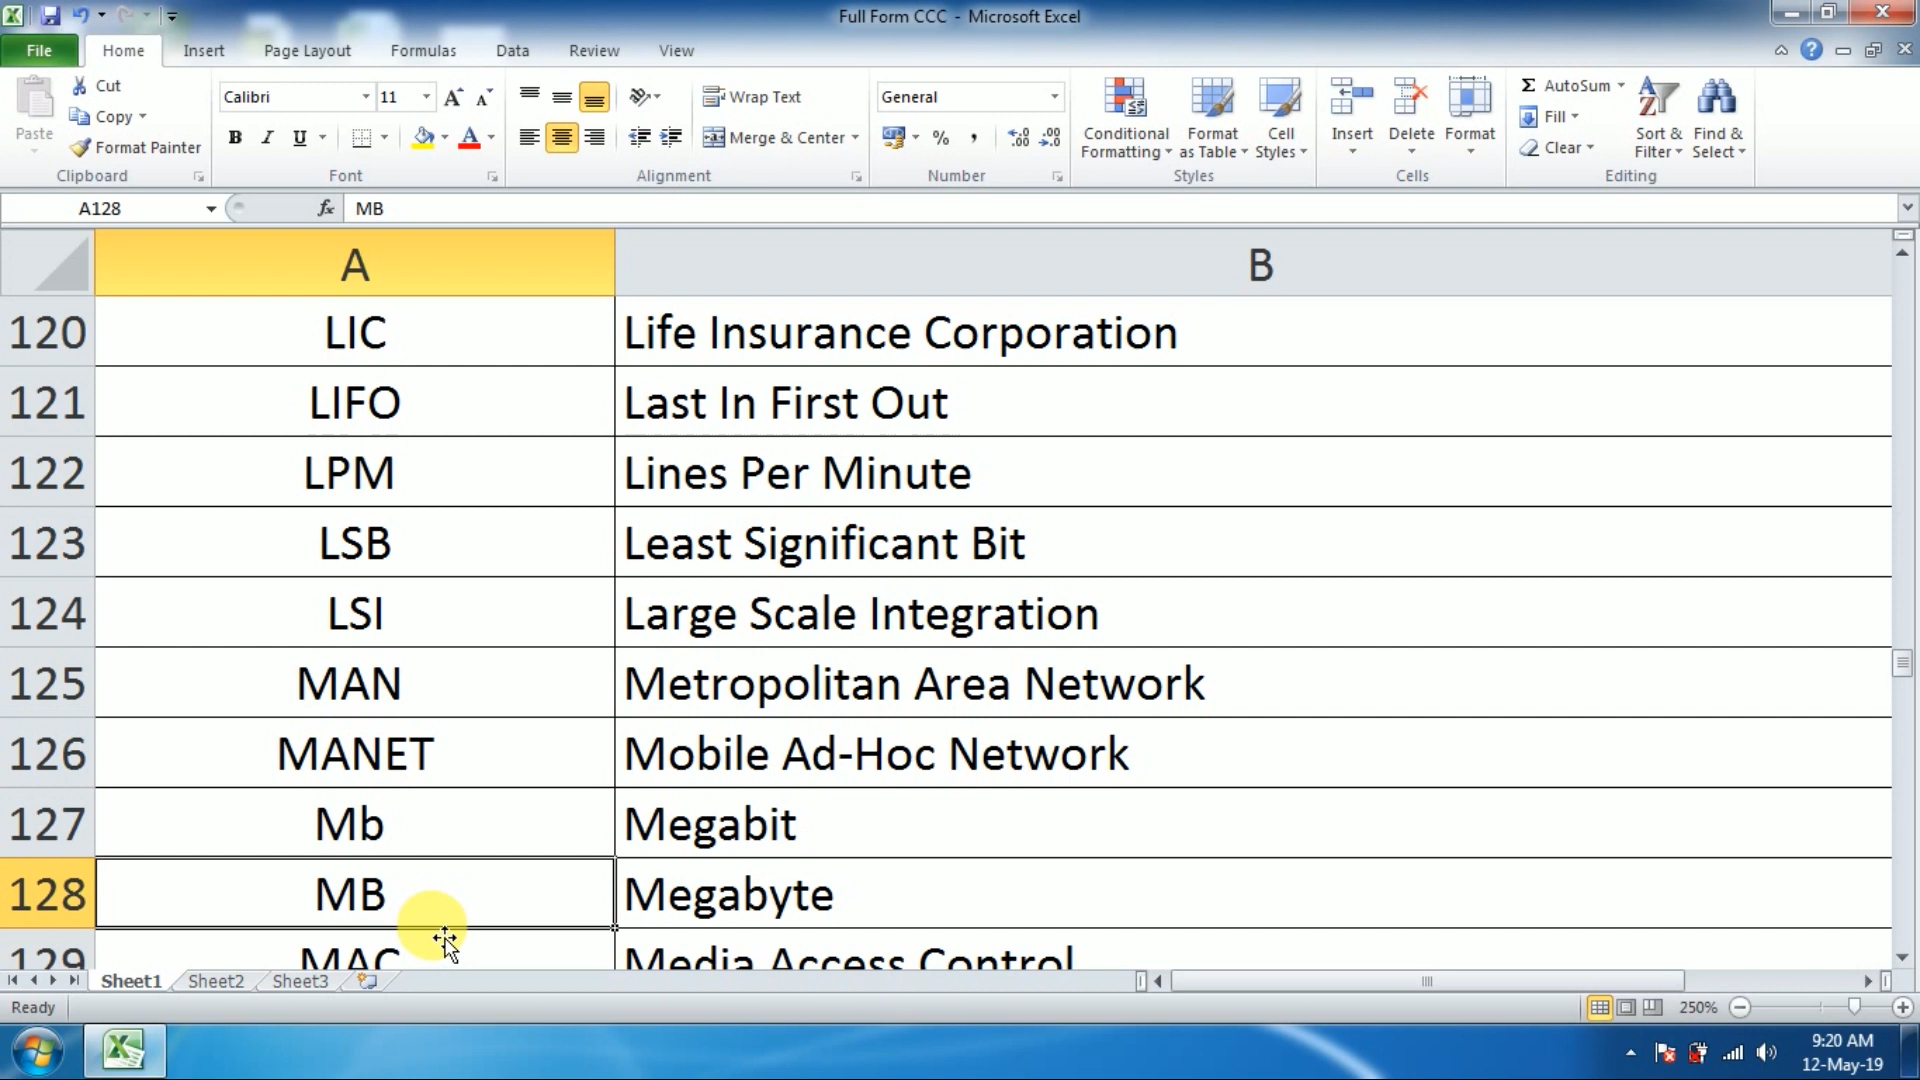 Full Form CCC - Microsoft Excel
File Home Insert Page Layout Formulas Data Review View
Paste
Cut
Copy
Format Painter
Clipboard
Calibri 11
B I U
Font
Wrap Text
Merge & Center
Alignment
General
%
Number
Conditional Formatting
Format as Table
Cell Styles
Styles
Insert Delete Format
Cells
Σ AutoSum
Fill
Clear
Sort & Filter
Find & Select
Editing
A128 fx MB
A B
120 LIC Life Insurance Corporation
121 LIFO Last In First Out
122 LPM Lines Per Minute
123 LSB Least Significant Bit
124 LSI Large Scale Integration
125 MAN Metropolitan Area Network
126 MANET Mobile Ad-Hoc Network
127 Mb Megabit
128 MB Megabyte
129 MAC Media Access Control
Sheet1 Sheet2 Sheet3
Ready 250%
9:20 AM
12-May-19